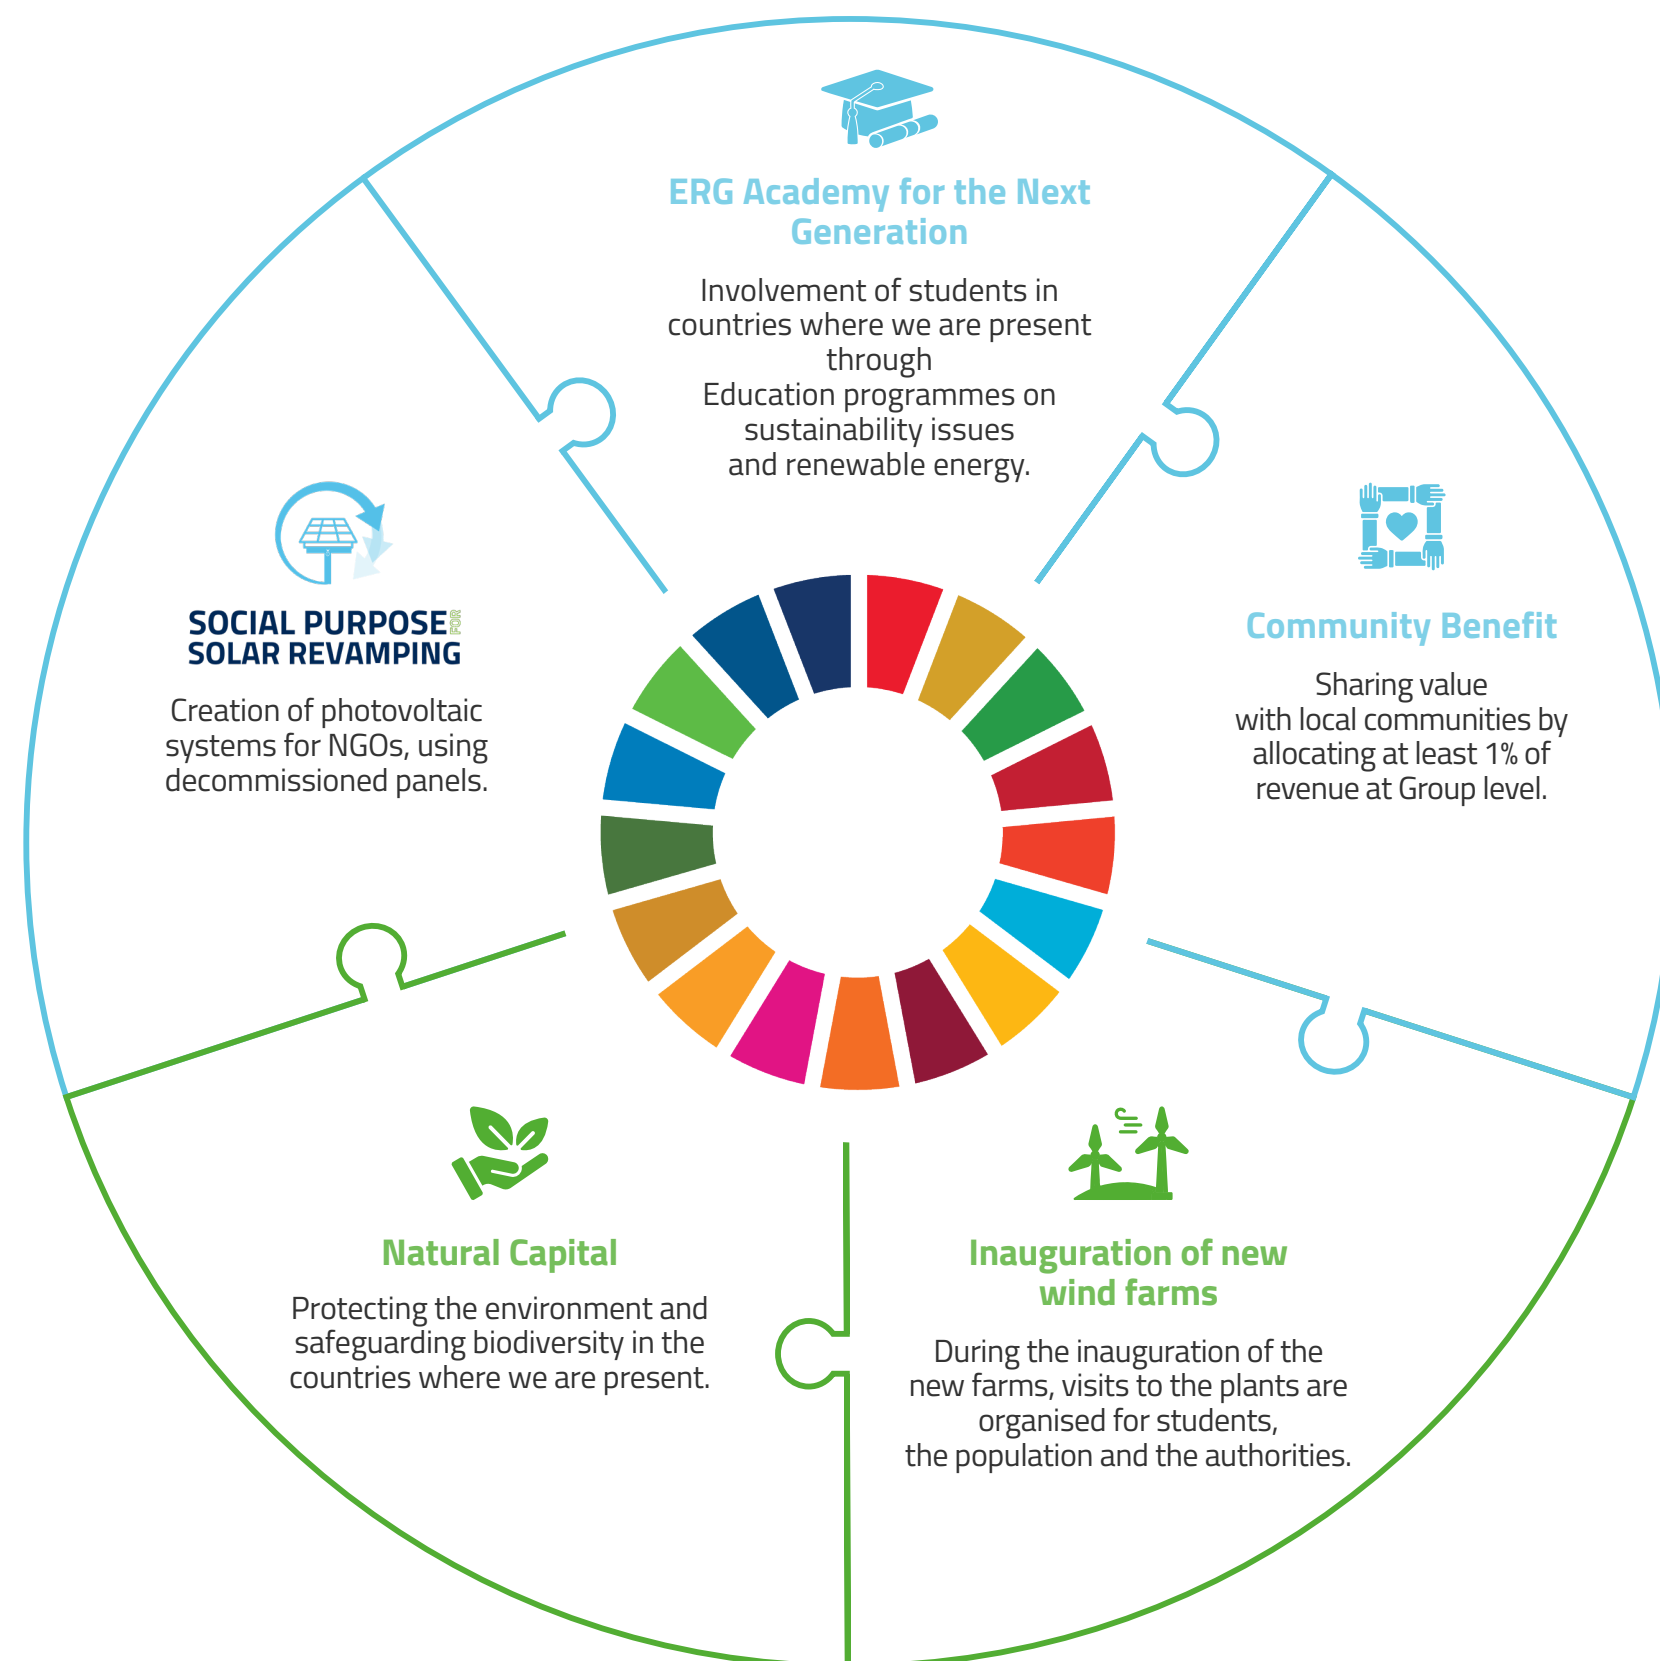 ERG Academy for the Next
Generation
Involvement of students in
countries where we are present
through
Education programmes on
sustainability issues
and renewable energy.
SOCIAL PURPOSE FOR
SOLAR REVAMPING
Creation of photovoltaic
systems for NGOs, using
decommissioned panels.
Community Benefit
Sharing value
with local communities by
allocating at least 1% of
revenue at Group level.
Natural Capital
Protecting the environment and
safeguarding biodiversity in the
countries where we are present.
Inauguration of new
wind farms
During the inauguration of the
new farms, visits to the plants are
organised for students,
the population and the authorities.